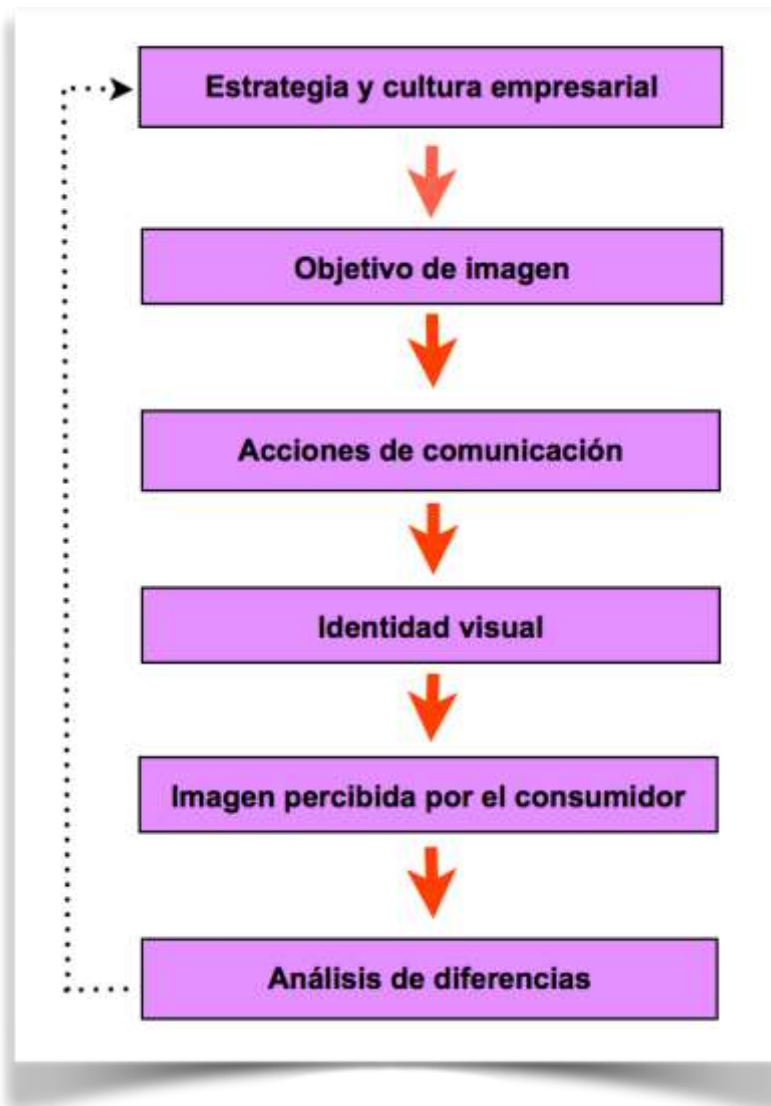 Estrategia y cultura empresarial
Objetivo de imagen
Acciones de comunicación
Identidad visual
Imagen percibida por el consumidor
Análisis de diferencias